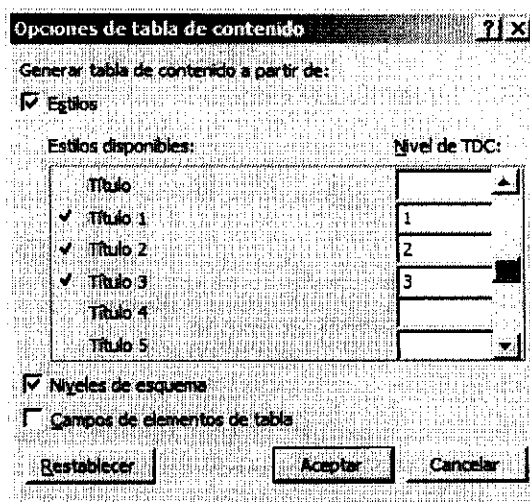 Opciones de tabla de contenido ? X
Generar tabla de contenido a partir de:
Estilos
Estilos disponibles: Nivel de TDC:
Título
Título 1 1
Título 2 2
Título 3 3
Título 4
Título 5
Niveles de esquema
Campos de elementos de tabla
Restablecer Aceptar Cancelar